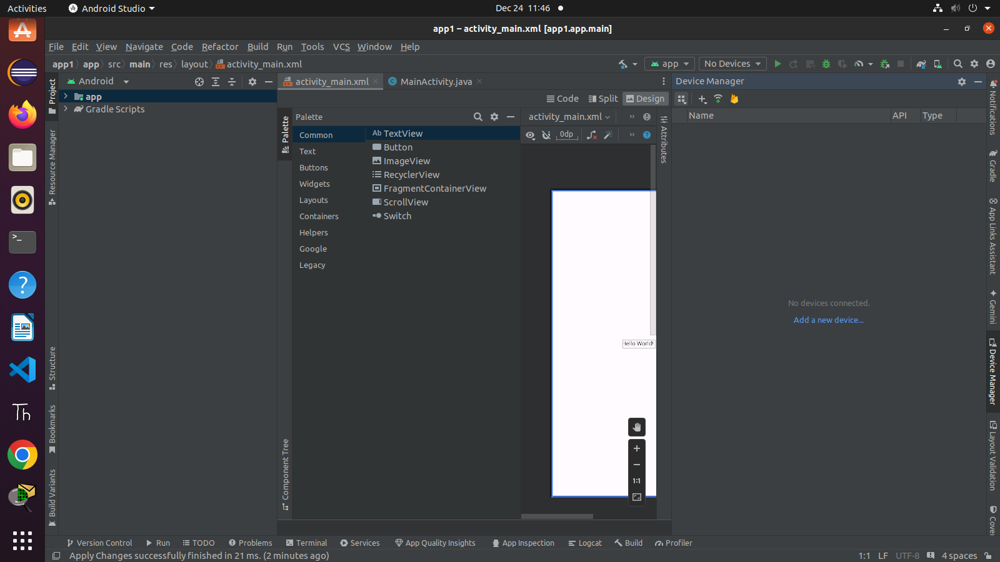 Activities
Android Studio
Dec 24 11:46
app1 – activity_main.xml [app1.app.main]
File Edit View Navigate Code Refactor Build Run Tools VCS Window Help
app1 app src main res layout activity_main.xml
app
No Devices
Project
Resource Manager
Structure
Bookmarks
Build Variants
Android
app
Gradle Scripts
activity_main.xml
MainActivity.java
Code
Split
Design
Palette
Component Tree
Palette
Common
Text
Buttons
Widgets
Layouts
Containers
Helpers
Google
Legacy
Ab TextView
Button
ImageView
RecyclerView
FragmentContainerView
ScrollView
Switch
activity_main.xml
0dp
Hello World!
1:1
Attributes
Device Manager
Name API Type
No devices connected.
Add a new device...
Notifications
Gradle
App Links Assistant
Gemini
Device Manager
Layout Validation
Cover
Version Control
Run
TODO
Problems
Terminal
Services
App Quality Insights
App Inspection
Logcat
Build
Profiler
Apply Changes successfully finished in 21 ms. (2 minutes ago)
1:1 LF UTF-8 4 spaces